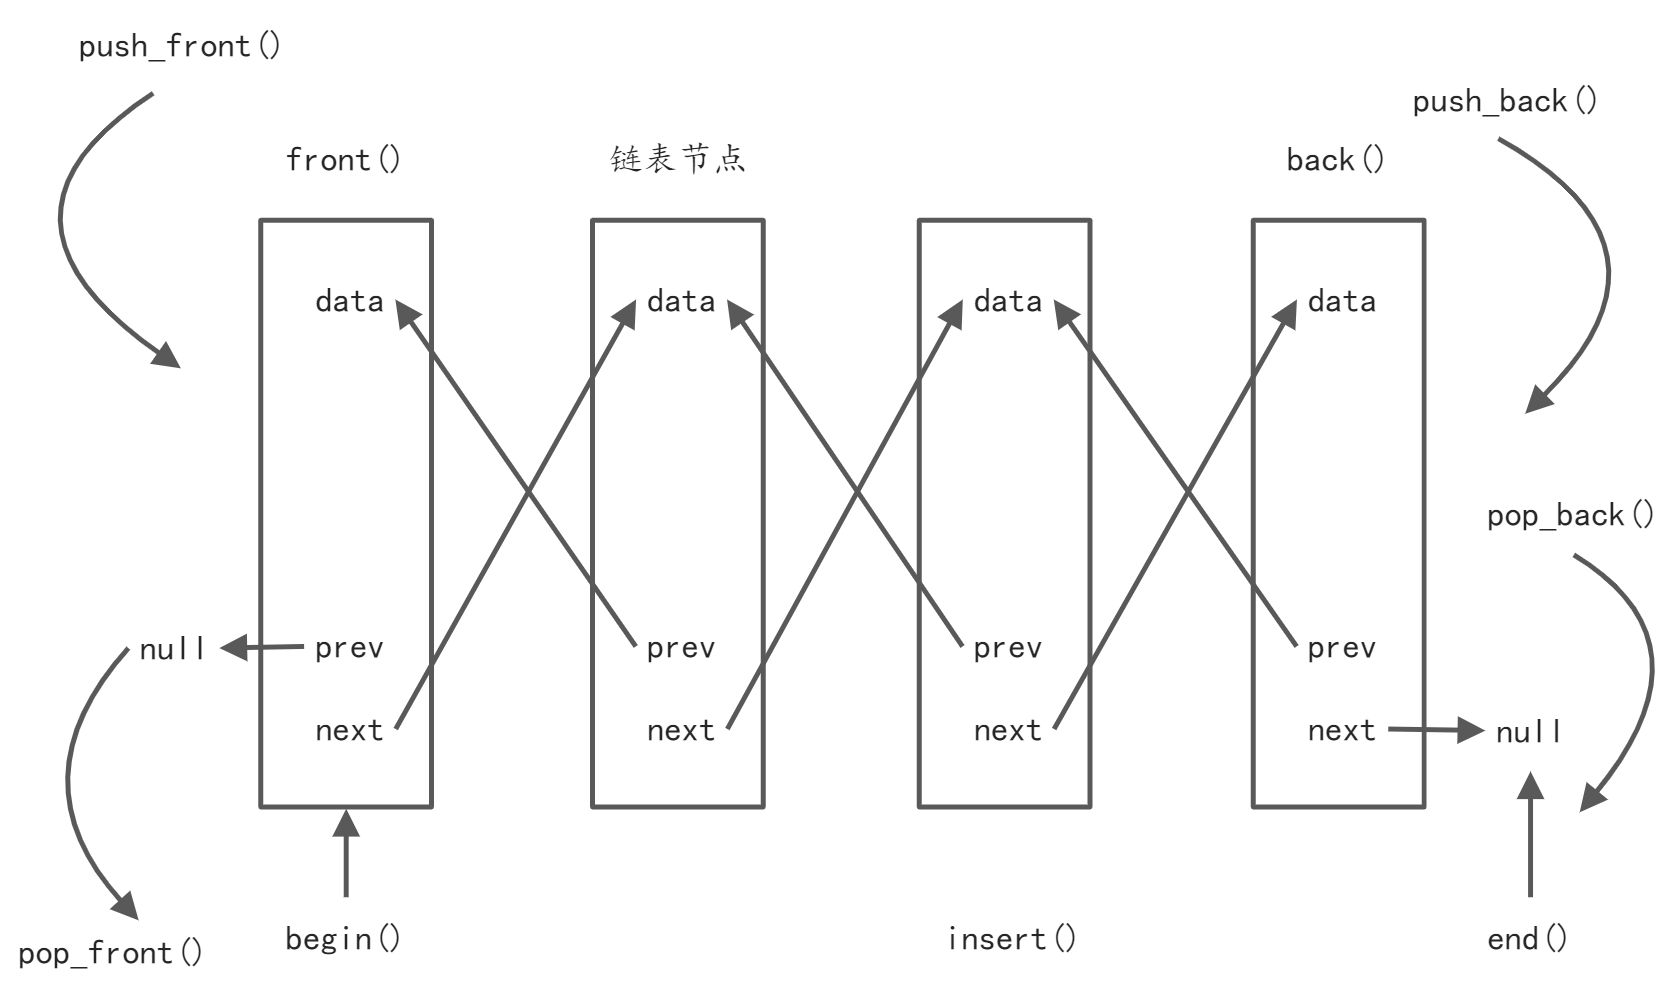 push_front()
push_back()
front()
链表节点
back()
data
data
data
data
pop_back()
null
prev
prev
prev
prev
next
next
next
next
null
pop_front()
begin()
insert()
end()